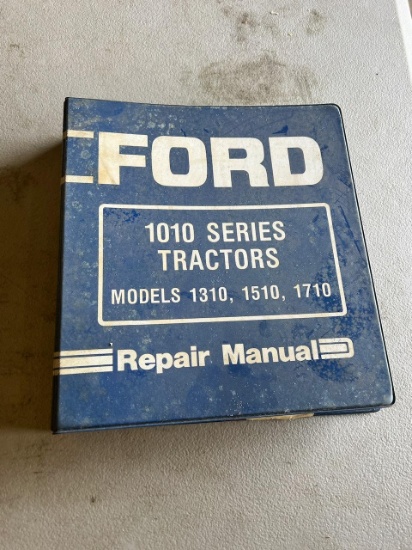 FORD
1010 SERIES
TRACTORS
MODELS 1310, 1510, 1710
Repair Manual